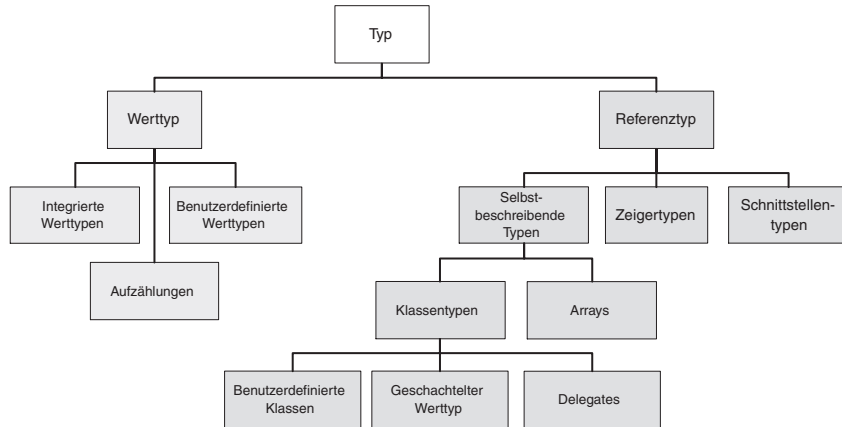 Typ
Werttyp
Referenztyp
Integrierte
Werttypen
Benutzerdefinierte
Werttypen
Aufzählungen
Selbst-
beschreibende
Typen
Zeigertypen
Schnittstellen-
typen
Klassentypen
Arrays
Benutzerdefinierte
Klassen
Geschachtelter
Werttyp
Delegates